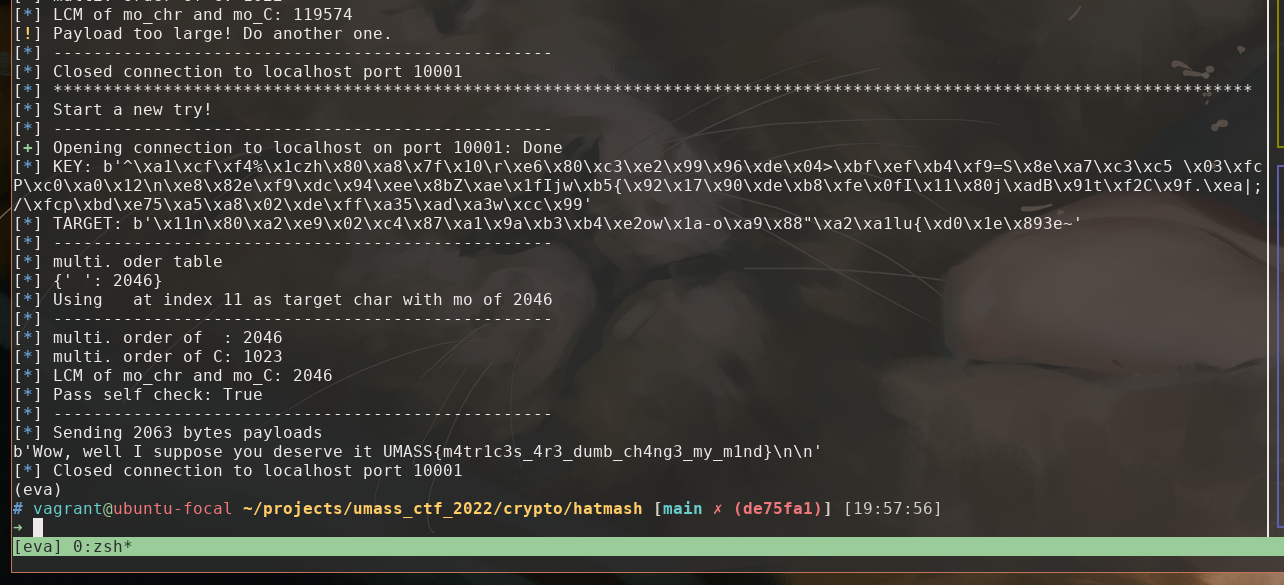 [*] LCM of mo_chr and mo_C: 119574
[!] Payload too large! Do another one.
[*] --------------------------------------------------
[*] Closed connection to localhost port 10001
[*] ************************************************************************************************************************
[*] Start a new try!
[*] --------------------------------------------------
[+] Opening connection to localhost on port 10001: Done
[*] KEY: b'^\xa1\xcf\xf4%\x1czh\x80\xa8\x7f\x10\r\xe6\x80\xc3\xe2\x99\x96\xde\x04>\xbf\xef\xb4\xf9=S\x8e\xa7\xc3\xc5 \x03\xfc
P\xc0\xa0\x12\n\xe8\x82e\xf9\xdc\x94\xee\x8bZ\xae\x1fIjw\xb5{\x92\x17\x90\xde\xb8\xfe\x0fI\x11\x80j\xadB\x91t\xf2C\x9f.\xea|;
/\xfcp\xbd\xe75\xa5\xa8\x02\xde\xff\xa35\xad\xa3w\xcc\x99'
[*] TARGET: b'\x11n\x80\xa2\xe9\x02\xc4\x87\xa1\x9a\xb3\xb4\xe2ow\x1a-o\xa9\x88"\xa2\xa1lu{\xd0\x1e\x893e~'
[*] --------------------------------------------------
[*] multi. oder table
[*] {' ': 2046}
[*] Using   at index 11 as target char with mo of 2046
[*] --------------------------------------------------
[*] multi. order of  : 2046
[*] multi. order of C: 1023
[*] LCM of mo_chr and mo_C: 2046
[*] Pass self check: True
[*] --------------------------------------------------
[*] Sending 2063 bytes payloads
b'Wow, well I suppose you deserve it UMASS{m4tr1c3s_4r3_dumb_ch4ng3_my_m1nd}\n\n'
[*] Closed connection to localhost port 10001
(eva)
# vagrant@ubuntu-focal ~/projects/umass_ctf_2022/crypto/hatmash [main ✗ (de75fa1)] [19:57:56]
→
[eva] 0:zsh*